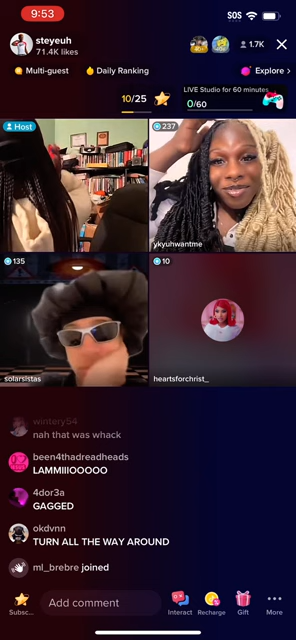 9:53
SOS
steyeuh
71.4K likes
1.7K
Multi-guest
Daily Ranking
Explore >
10/25
LIVE Studio for 60 minutes
0/60
Host
237
ykyuhwantme
135
solarsistas
10
heartsforchrist_
wintery54
nah that was whack
been4thadreadheads
LAMMIIIOOOOO
4dor3a
GAGGED
okdvnn
TURN ALL THE WAY AROUND
ml_brebre joined
Subsc...
Add comment
Interact
Recharge
Gift
More